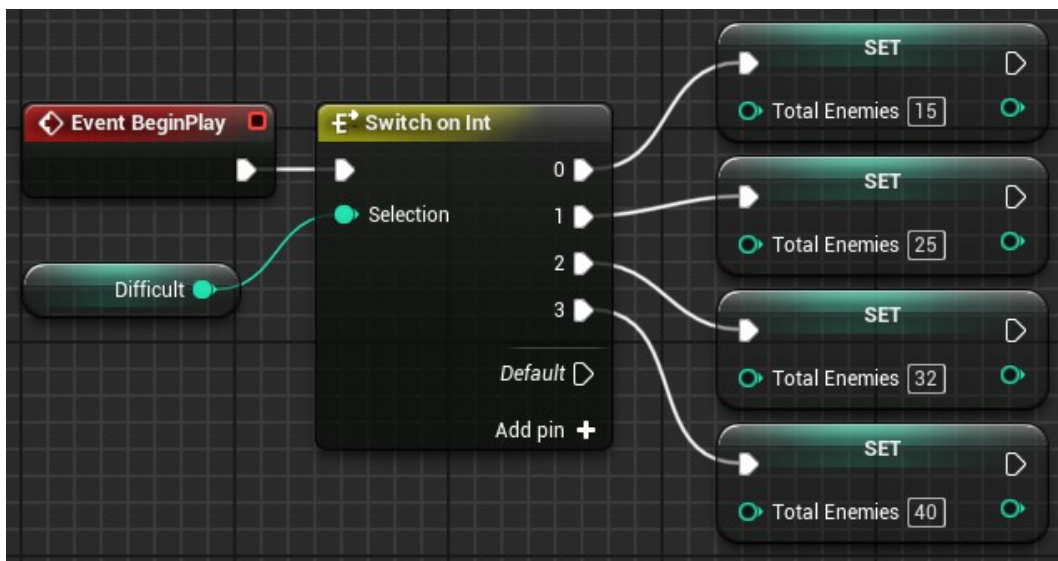 Event BeginPlay
Difficult
Switch on Int
Selection
0
1
2
3
Default
Add pin
SET
Total Enemies 15
SET
Total Enemies 25
SET
Total Enemies 32
SET
Total Enemies 40